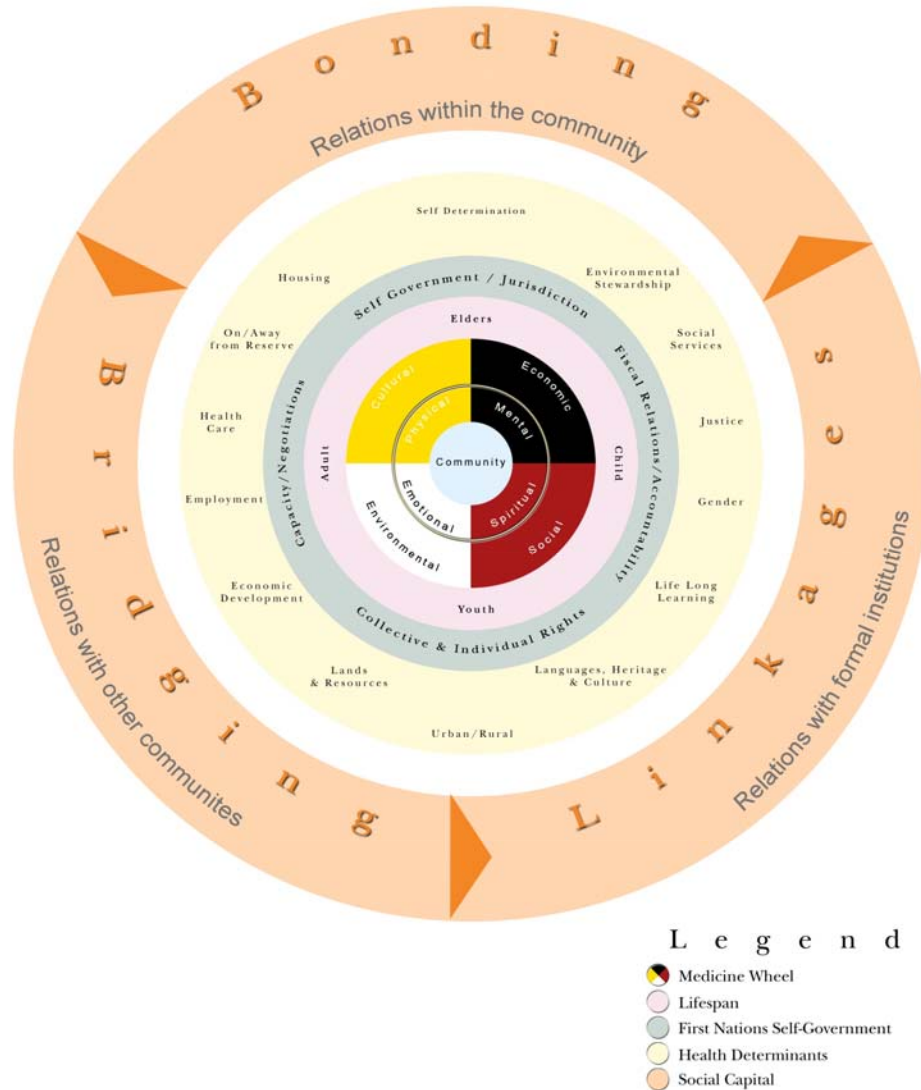 Bonding
Relations within the community
Self Determination
Housing
Environmental
Stewardship
On/Away
from Reserve
Social
Services
Health
Care
Justice
Employment
Gender
Economic
Development
Life Long
Learning
Lands
& Resources
Languages, Heritage
& Culture
Urban/Rural
Self Government / Jurisdiction
Fiscal Relations/Accountability
Capacity/Negotiations
Collective & Individual Rights
Elders
Adult
Child
Youth
Cultural
Economic
Physical
Mental
Community
Emotional
Spiritual
Environmental
Social
Bridging
Relations with other communites
Linkages
Relations with formal institutions
Legend
Medicine Wheel
Lifespan
First Nations Self-Government
Health Determinants
Social Capital